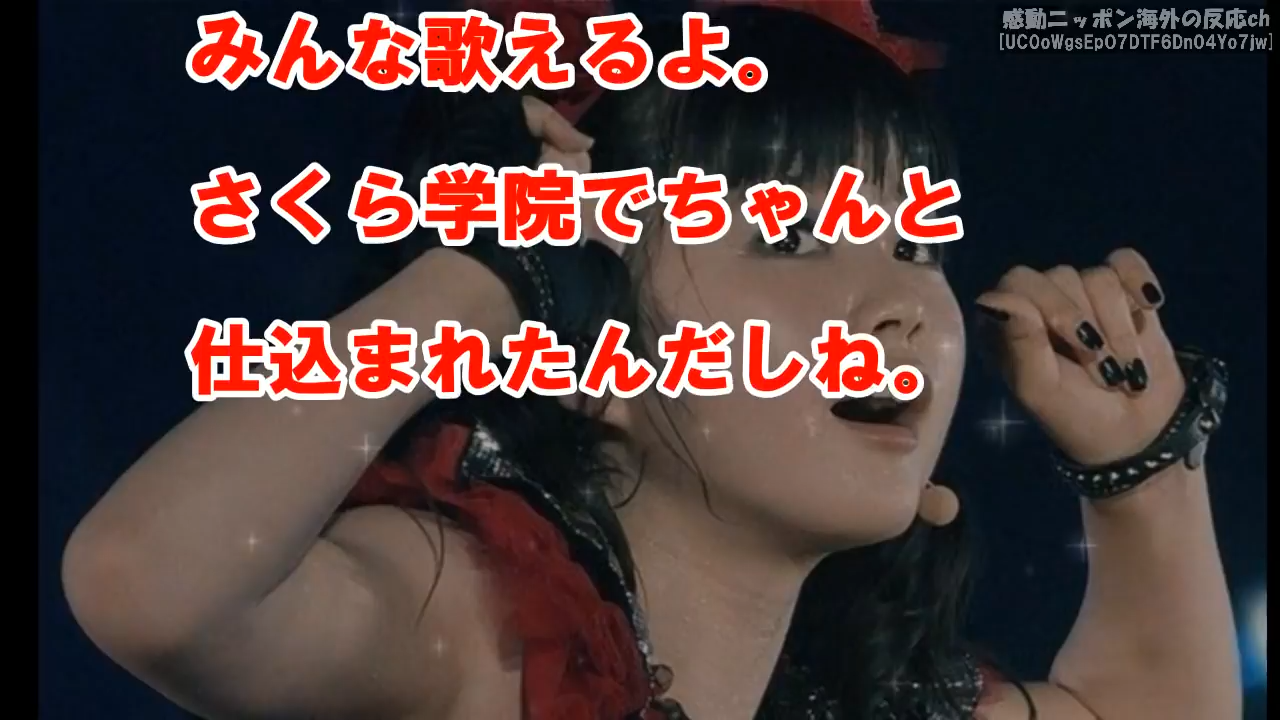 感動ニッポン海外の反応ch
[UCOoWgsEpO7DTF6DnO4Yo7jw]
みんな歌えるよ。
さくら学院でちゃんと
仕込まれたんだしね。